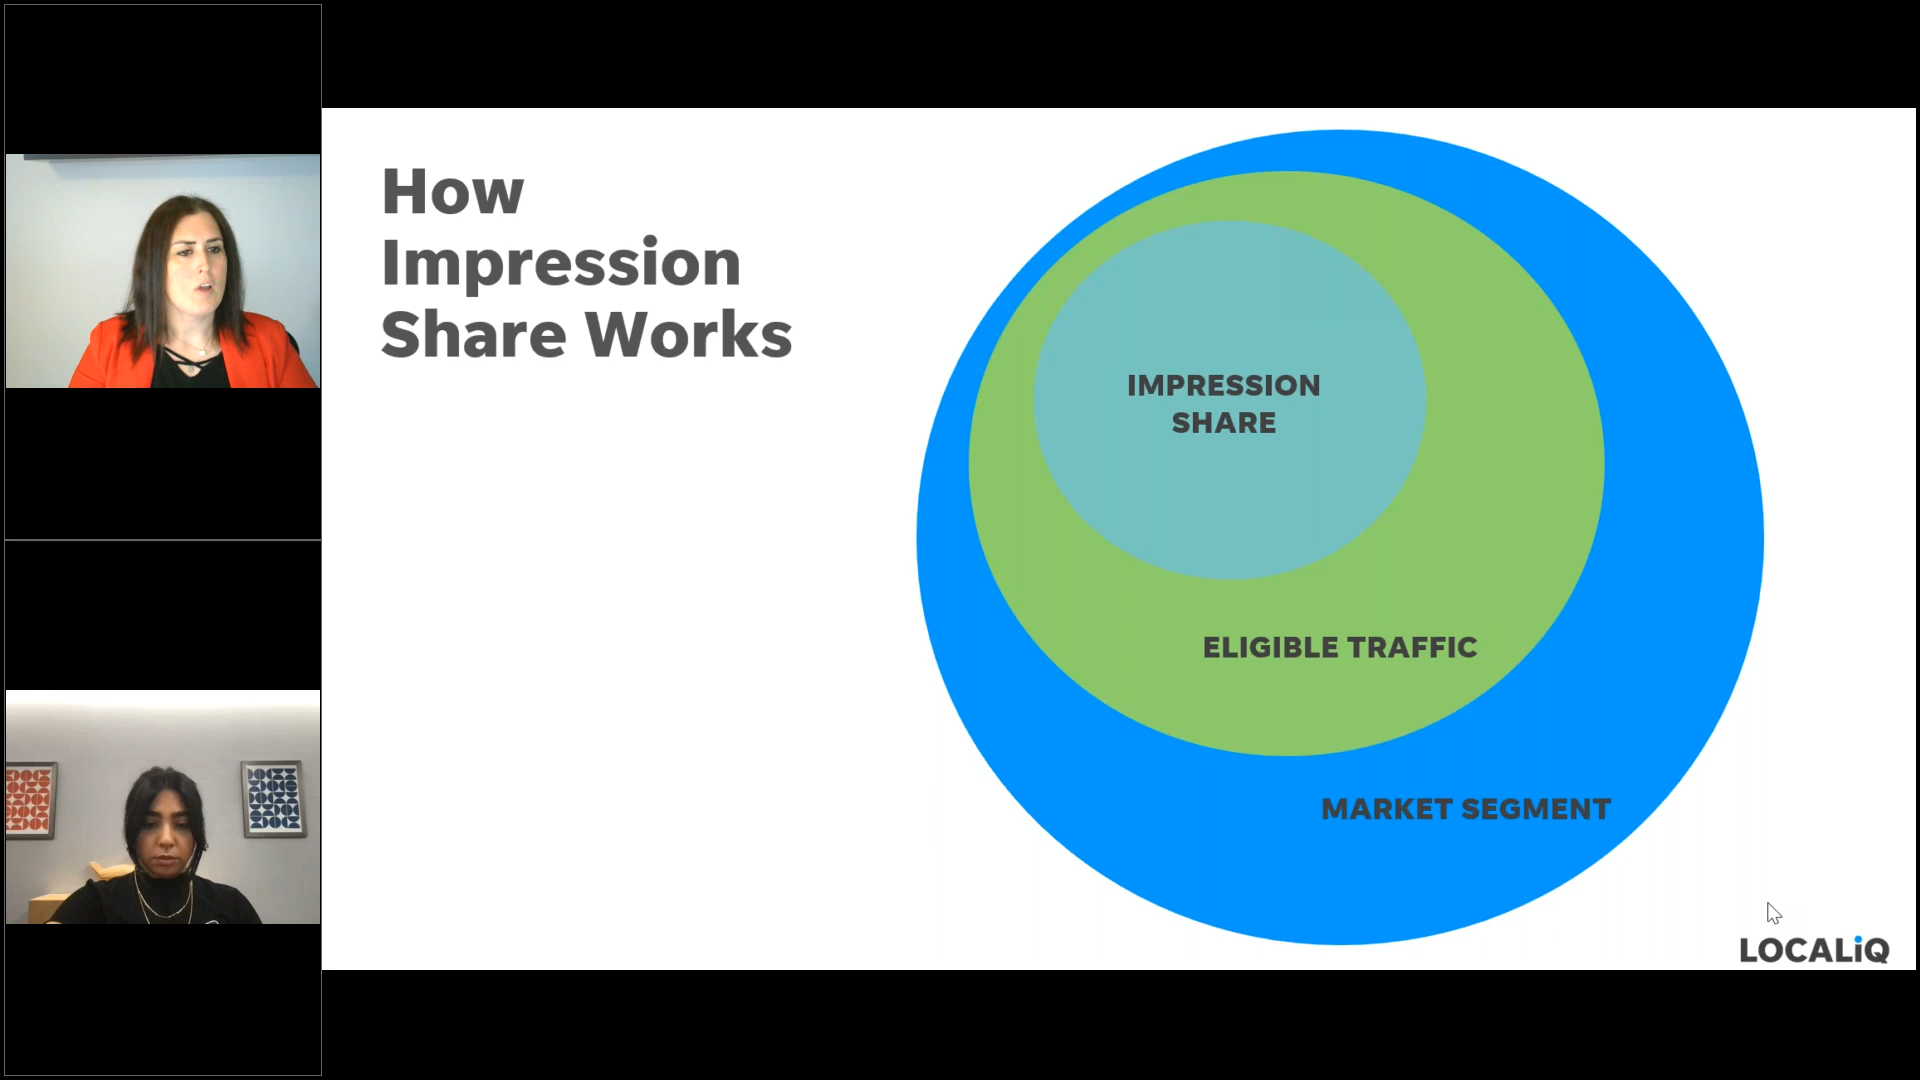 How
Impression
Share Works
IMPRESSION
SHARE
ELIGIBLE TRAFFIC
MARKET SEGMENT
LOCALiQ